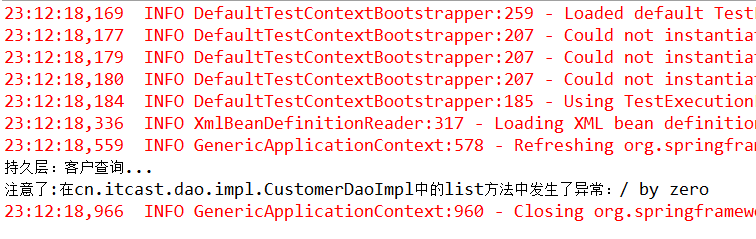 23:12:18,169  INFO DefaultTestContextBootstrapper:259 - Loaded default Test
23:12:18,177  INFO DefaultTestContextBootstrapper:207 - Could not instantia
23:12:18,179  INFO DefaultTestContextBootstrapper:207 - Could not instantia
23:12:18,180  INFO DefaultTestContextBootstrapper:207 - Could not instantia
23:12:18,184  INFO DefaultTestContextBootstrapper:185 - Using TestExecution
23:12:18,336  INFO XmlBeanDefinitionReader:317 - Loading XML bean definition
23:12:18,559  INFO GenericApplicationContext:578 - Refreshing org.springfram
持久层：客户查询...
注意了:在cn.itcast.dao.impl.CustomerDaoImpl中的list方法中发生了异常：/ by zero
23:12:18,966  INFO GenericApplicationContext:960 - Closing org.springframewo